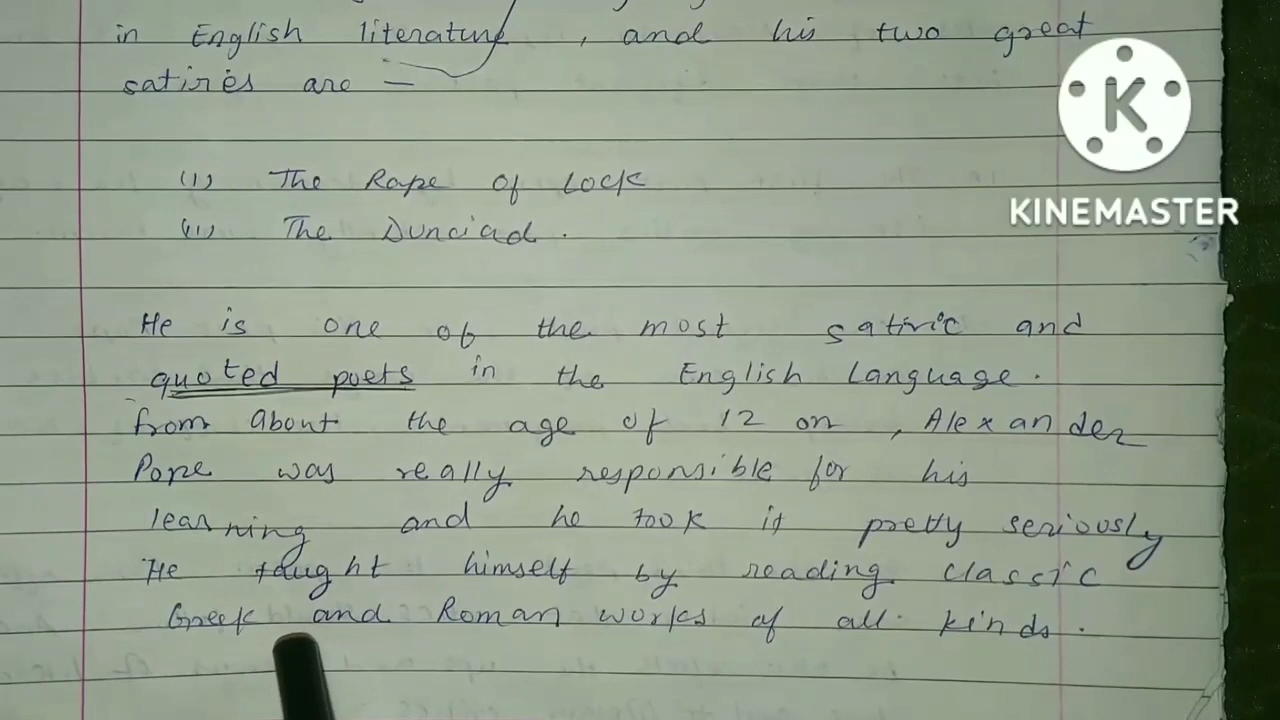 in English literature, and his two great
satires are —
(i) The Rape of Lock
(ii) The Dunciad.
He is one of the most satiric and
quoted poets in the English Language.
from about the age of 12 on, Alexander
Pope was really responsible for his
learning and he took it pretty seriously
He taught himself by reading classic
Greek and Roman works of all kinds.
K
KINEMASTER